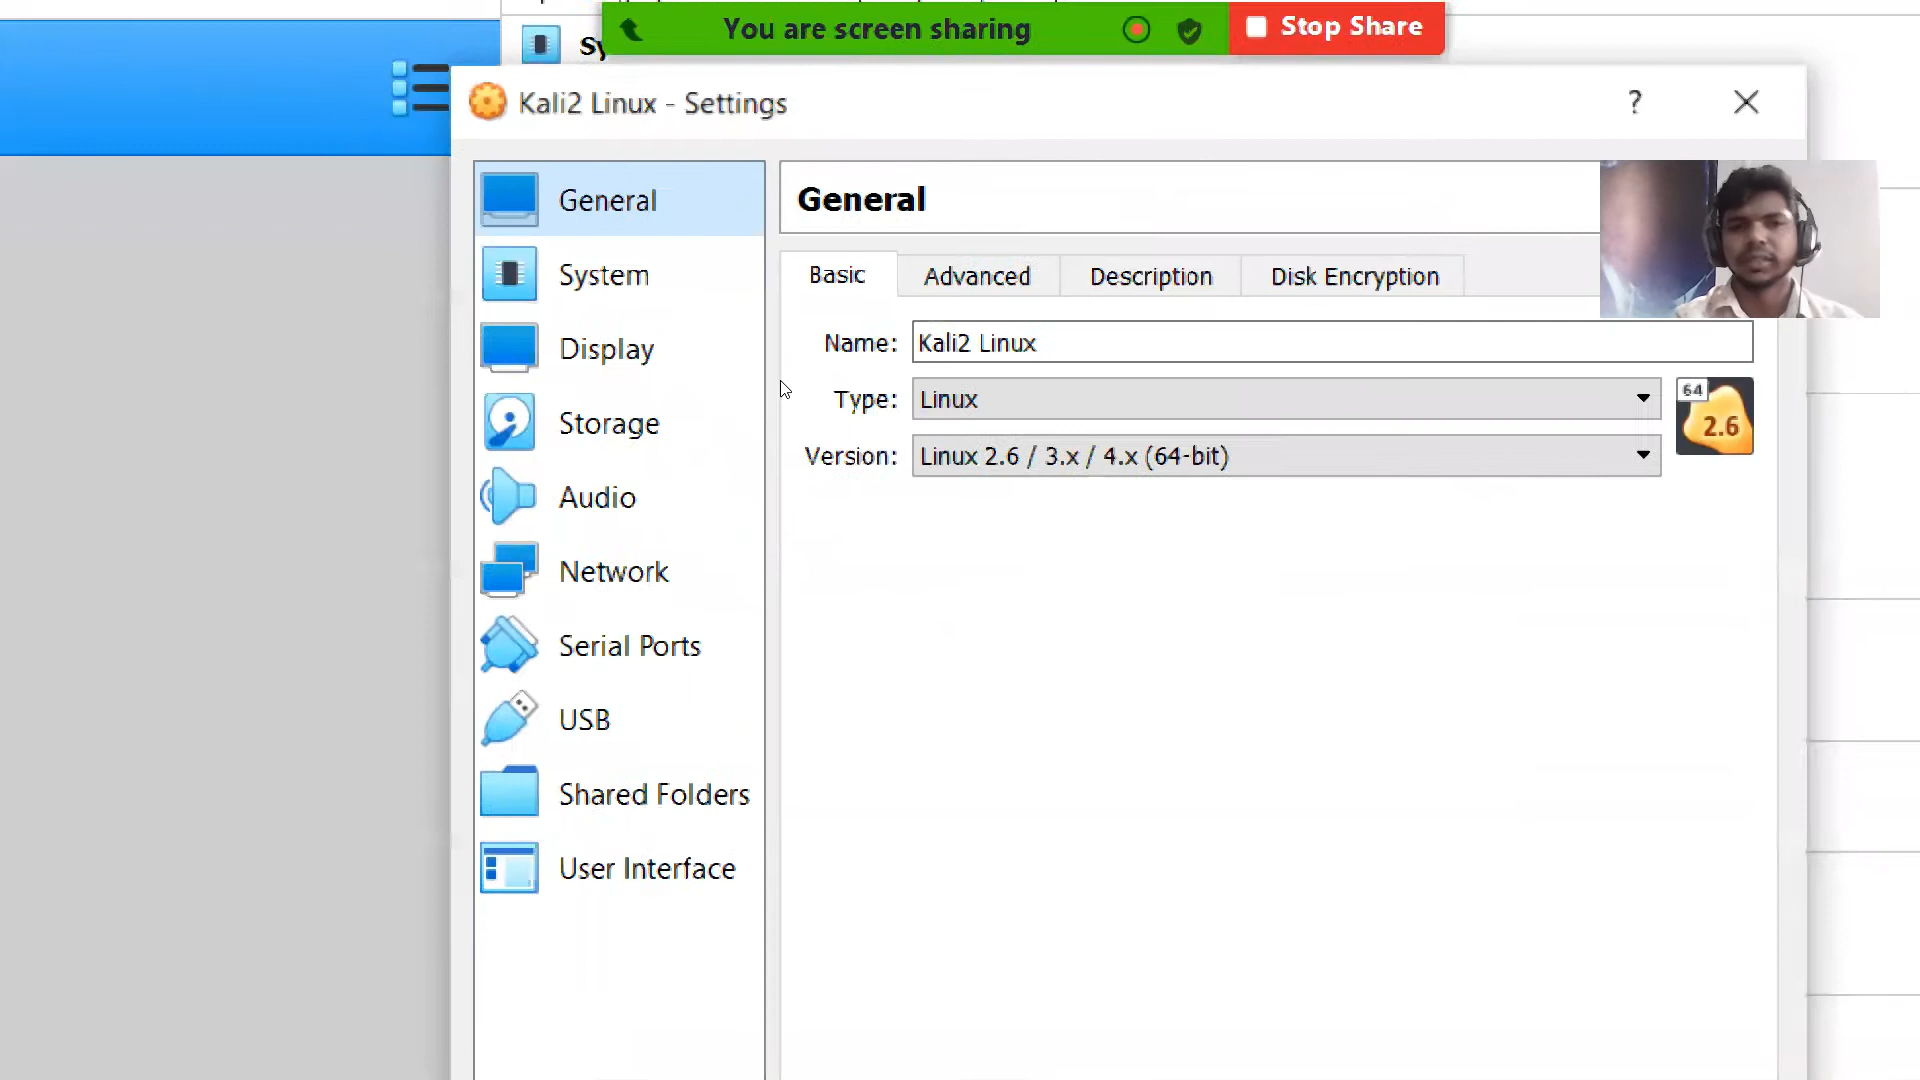 Sy
You are screen sharing
Stop Share
Kali2 Linux - Settings
?
General
System
Display
Storage
Audio
Network
Serial Ports
USB
Shared Folders
User Interface
General
Basic
Advanced
Description
Disk Encryption
Name: Kali2 Linux
Type: Linux
Version: Linux 2.6 / 3.x / 4.x (64-bit)
64
2.6